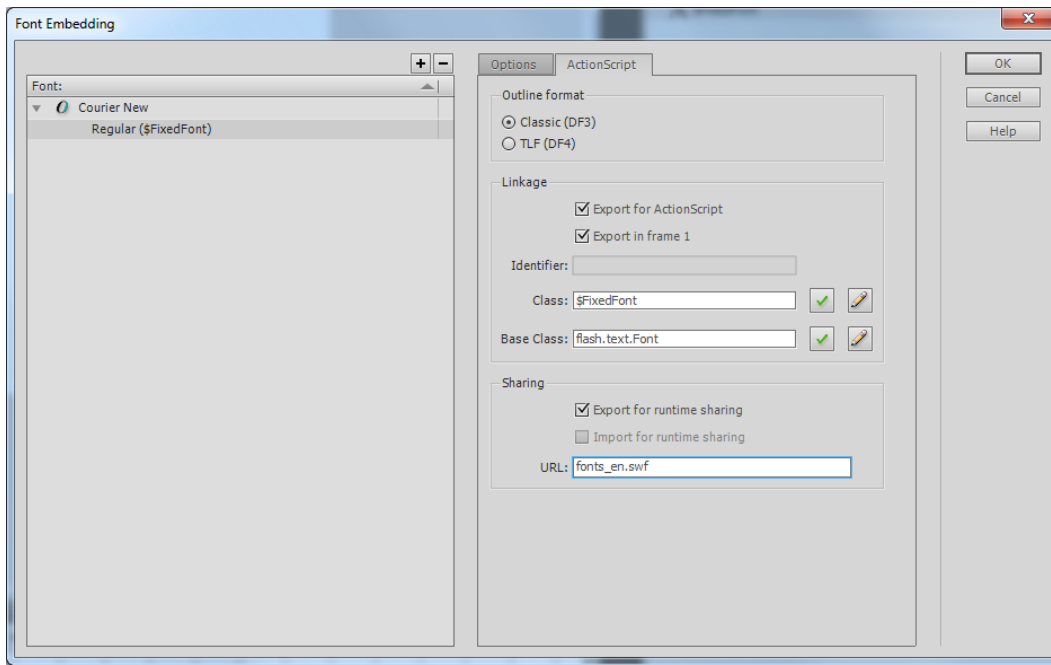 Font Embedding
Font:
Courier New
Regular ($FixedFont)
Options
ActionScript
Outline format
Classic (DF3)
TLF (DF4)
Linkage
Export for ActionScript
Export in frame 1
Identifier:
Class: $FixedFont
Base Class: flash.text.Font
Sharing
Export for runtime sharing
Import for runtime sharing
URL: fonts_en.swf
OK
Cancel
Help